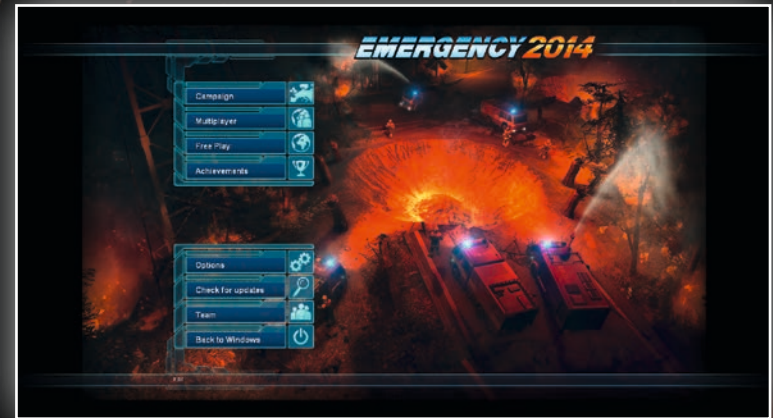 EMERGENCY 2014
Campaign
Multiplayer
Free Play
Achievements
Options
Check for updates
Team
Back to Windows